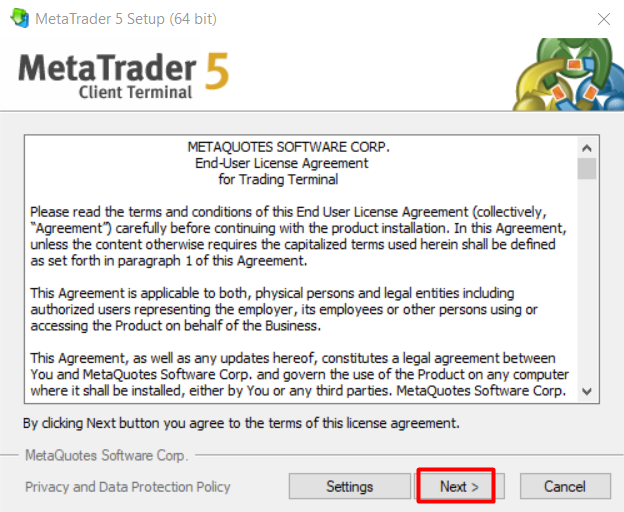 MetaTrader 5 Setup (64 bit)
MetaTrader 5
Client Terminal
METAQUOTES SOFTWARE CORP.
End-User License Agreement
for Trading Terminal
Please read the terms and conditions of this End User License Agreement (collectively,
“Agreement”) carefully before continuing with the product installation. In this Agreement,
unless the content otherwise requires the capitalized terms used herein shall be defined
as set forth in paragraph 1 of this Agreement.
This Agreement is applicable to both, physical persons and legal entities including
authorized users representing the employer, its employees or other persons using or
accessing the Product on behalf of the Business.
This Agreement, as well as any updates hereof, constitutes a legal agreement between
You and MetaQuotes Software Corp. and govern the use of the Product on any computer
where it shall be installed, either by You or any third parties. MetaQuotes Software Corp.
By clicking Next button you agree to the terms of this license agreement.
MetaQuotes Software Corp.
Privacy and Data Protection Policy
Settings
Next >
Cancel